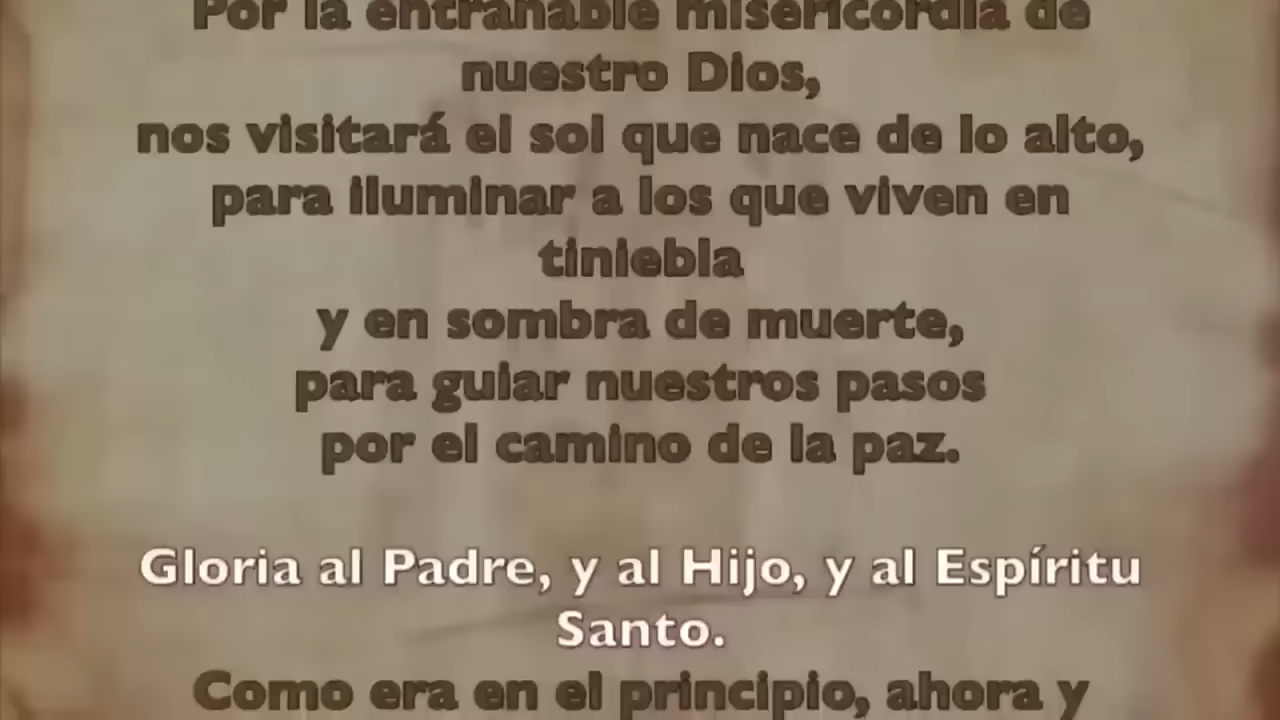 Por la entrañable misericordia de
nuestro Dios,
nos visitará el sol que nace de lo alto,
para iluminar a los que viven en
tiniebla
y en sombra de muerte,
para guiar nuestros pasos
por el camino de la paz.
Gloria al Padre, y al Hijo, y al Espíritu
Santo.
Como era en el principio, ahora y